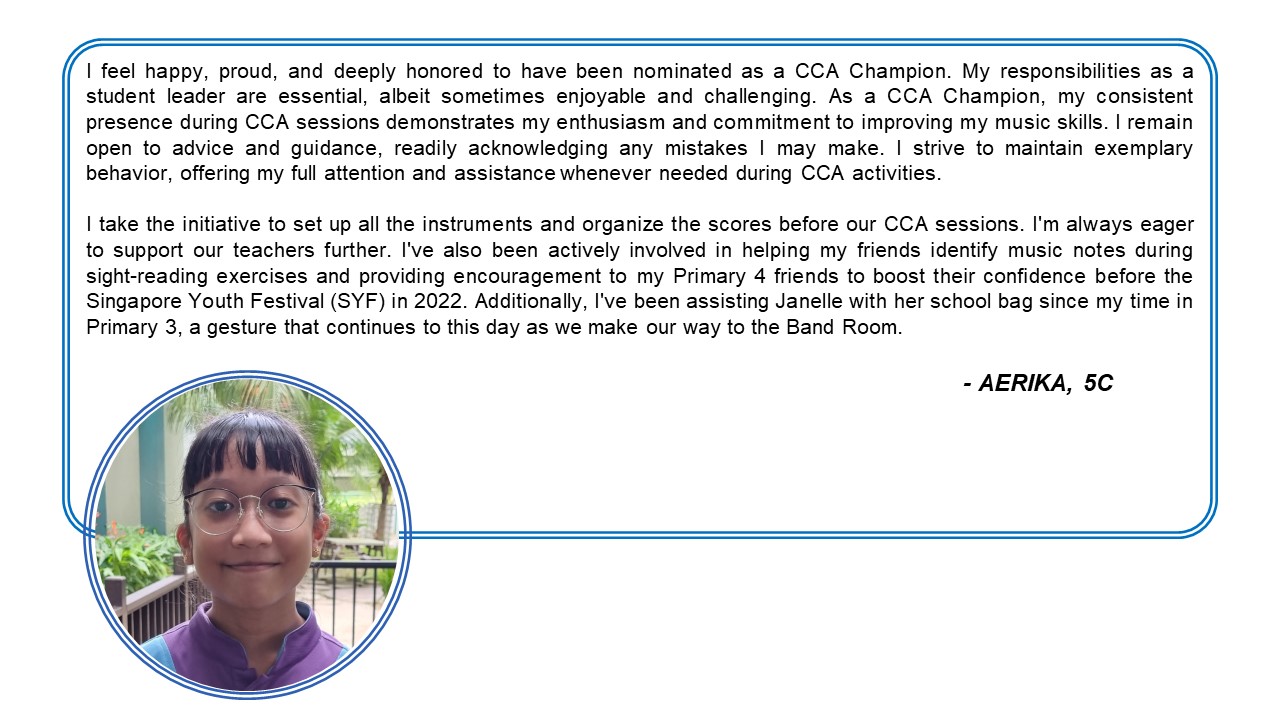 I feel happy, proud, and deeply honored to have been nominated as a CCA Champion. My responsibilities as a
student leader are essential, albeit sometimes enjoyable and challenging. As a CCA Champion, my consistent
presence during CCA sessions demonstrates my enthusiasm and commitment to improving my music skills. I remain
open to advice and guidance, readily acknowledging any mistakes I may make. I strive to maintain exemplary
behavior, offering my full attention and assistance whenever needed during CCA activities.
I take the initiative to set up all the instruments and organize the scores before our CCA sessions. I'm always eager
to support our teachers further. I've also been actively involved in helping my friends identify music notes during
sight-reading exercises and providing encouragement to my Primary 4 friends to boost their confidence before the
Singapore Youth Festival (SYF) in 2022. Additionally, I've been assisting Janelle with her school bag since my time in
Primary 3, a gesture that continues to this day as we make our way to the Band Room.
- AERIKA, 5C